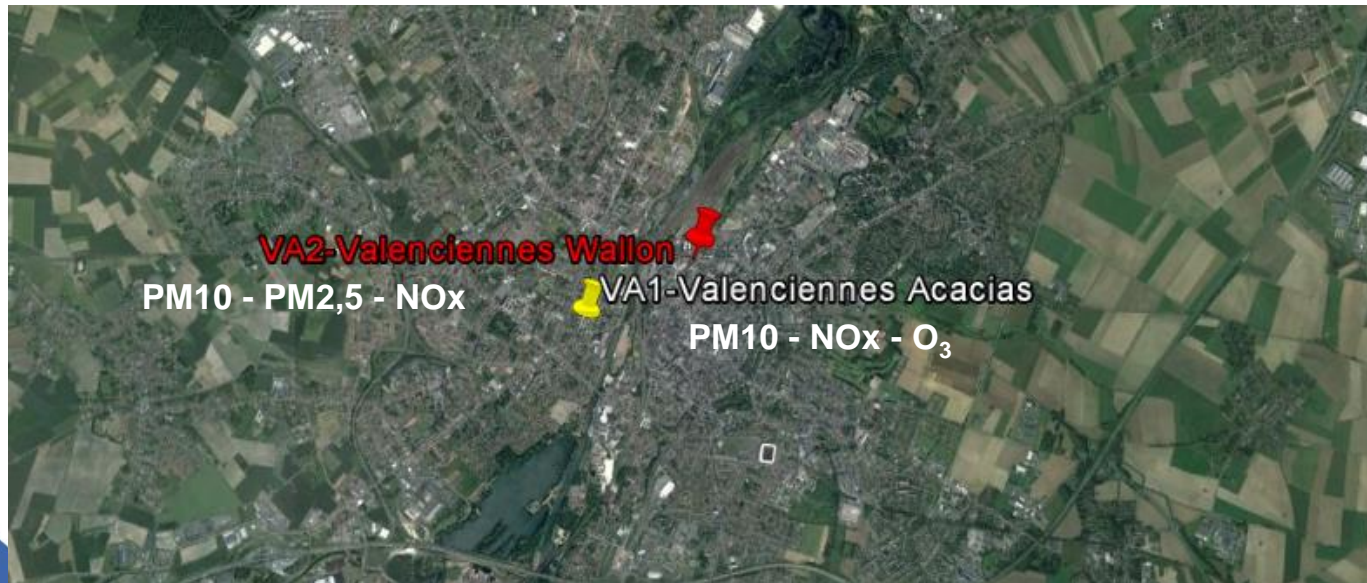 VA2-Valenciennes Wallon
PM10 - PM2,5 - NOx
VA1-Valenciennes Acacias
PM10 - NOx - O₃